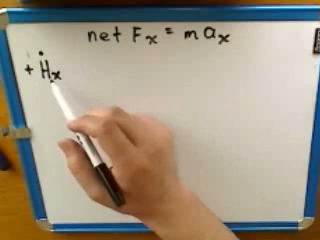 net Fx = max
+ Ḣx